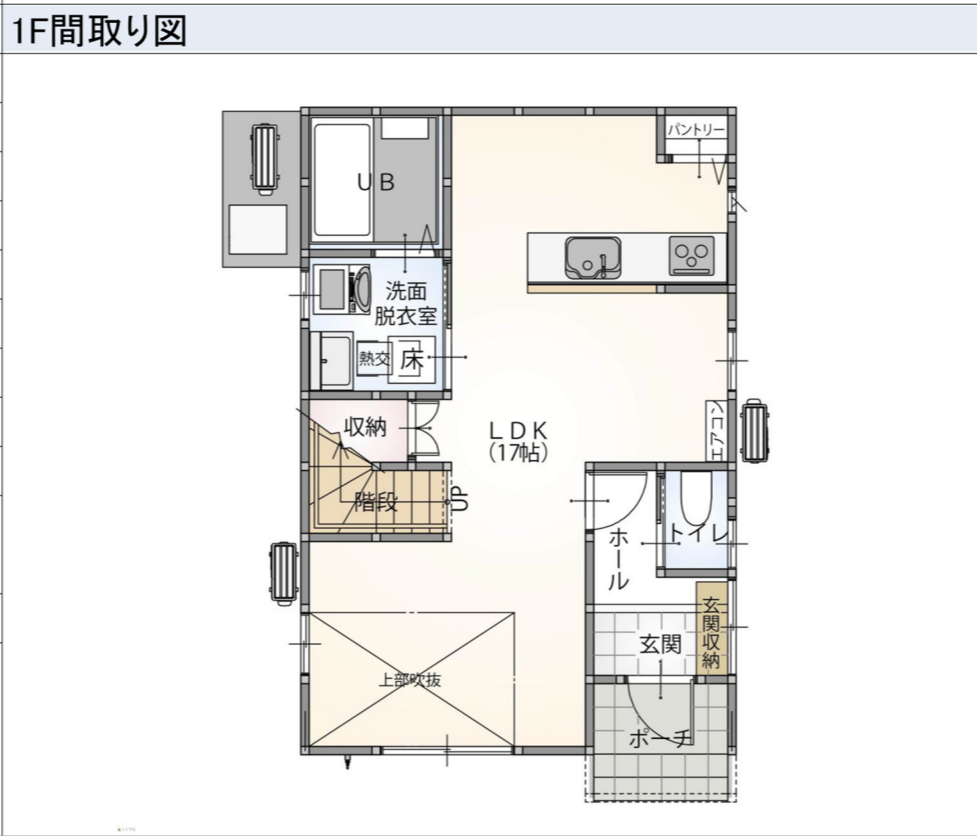 1F間取り図
パントリー
UB
洗面
脱衣室
熱交
床
収納
LDK
(17帖)
エアコン
階段
UP
ホール
トイレ
玄関
玄関収納
上部吹抜
ポーチ